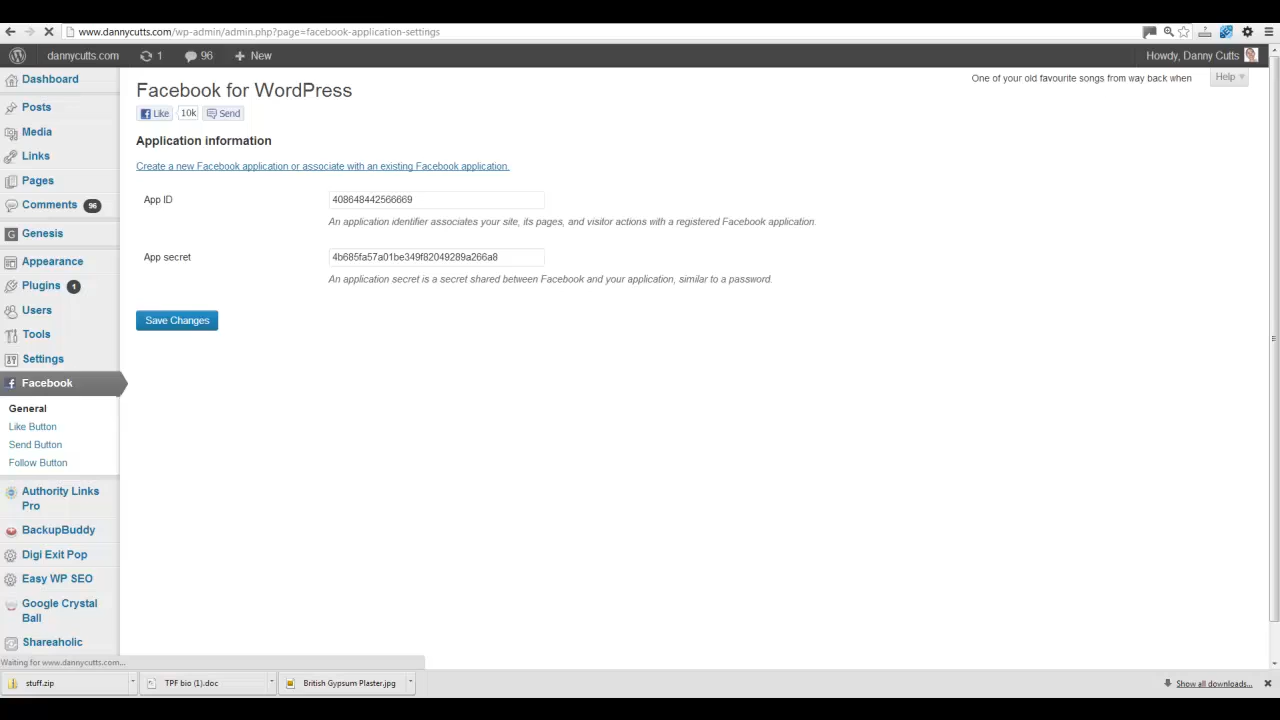 www.dannycutts.com/wp-admin/admin.php?page=facebook-application-settings
dannycutts.com 1 96 New
Howdy, Danny Cutts
One of your old favourite songs from way back when
Help
Dashboard
Posts
Media
Links
Pages
Comments 96
Genesis
Appearance
Plugins 1
Users
Tools
Settings
Facebook
General
Like Button
Send Button
Follow Button
Authority Links
Pro
BackupBuddy
Digi Exit Pop
Easy WP SEO
Google Crystal
Ball
Shareaholic
Facebook for WordPress
Like 10k Send
Application information
Create a new Facebook application or associate with an existing Facebook application.
App ID 408648442566669
An application identifier associates your site, its pages, and visitor actions with a registered Facebook application.
App secret 4b685fa57a01be349f82049289a266a8
An application secret is a secret shared between Facebook and your application, similar to a password.
Save Changes
Waiting for www.dannycutts.com...
stuff.zip
TPF bio (1).doc
British Gypsum Plaster.jpg
Show all downloads...